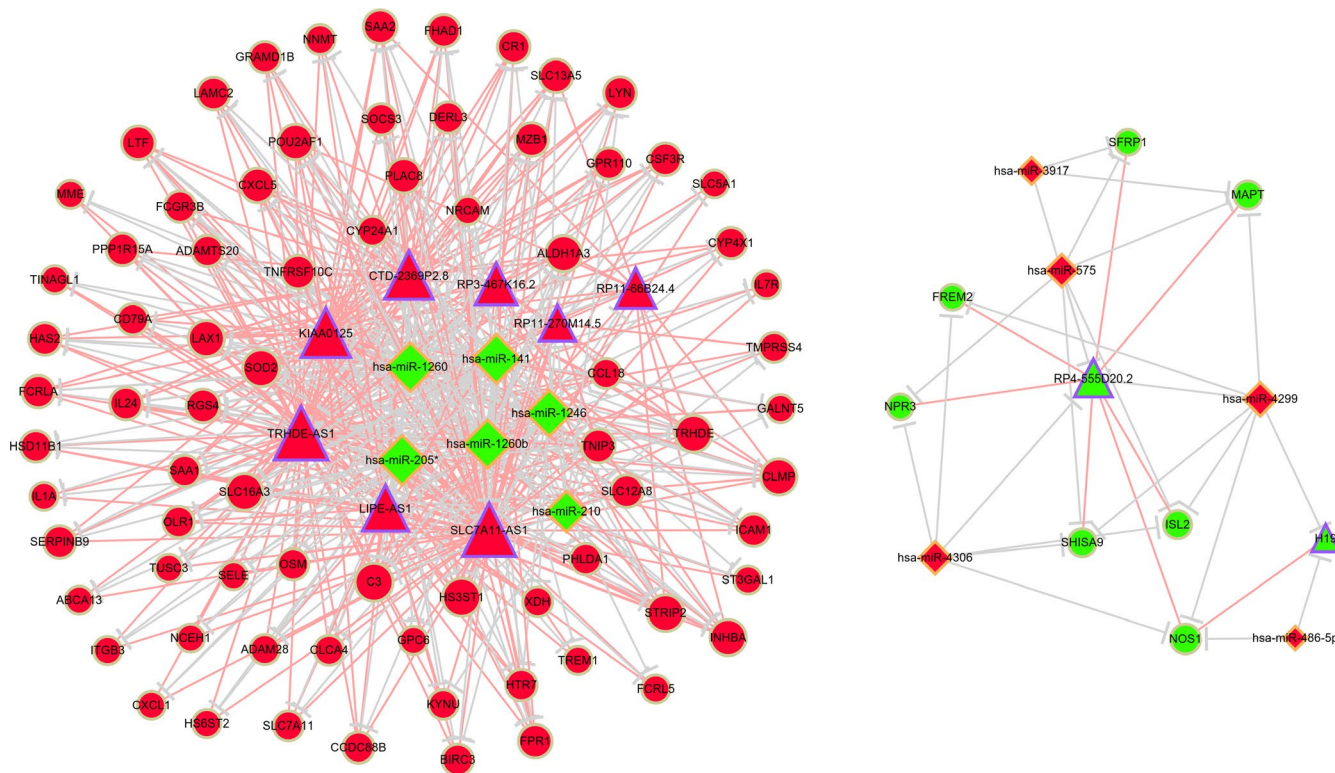 SAA2
FHAD1
NNMT
CR1
GRAMD1B
SLC13A5
LAMC2
LYN
SOCS3
DERL3
LTF
POU2AF1
MZB1
CSF3R
GPR110
PLAC8
SLC5A1
MME
CXCL5
FCGR3B
NRCAM
CYP24A1
PPP1R15A
ADAMTS20
ALDH1A3
CYP4X1
TINAGL1
TNFRSF10C
CTD-2369P2.8
RP3-467K16.2
RP11-66B24.4
IL7R
CD79A
RP11-270M14.5
HAS2
LAX1
KIAA0125
TMPRSS4
hsa-miR-1260
hsa-miR-141
SOD2
CCL18
FCRLA
IL24
RGS4
GALNT5
hsa-miR-1246
TRHDE-AS1
TRHDE
HSD11B1
hsa-miR-1260b
TNIP3
hsa-miR-205*
SAA1
CLMP
IL1A
SLC16A3
SLC12A8
LIPE-AS1
hsa-miR-210
OLR1
SLC7A11-AS1
ICAM1
SERPINB9
PHLDA1
TUSC3
OSM
SELE
C3
ST3GAL1
ABCA13
HS3ST1
XDH
STRIP2
NCEH1
GPC6
INHBA
ITGB3
ADAM28
CLCA4
TREM1
HTR7
FCRL5
CXCL1
KYNU
HS6ST2
SLC7A11
CCDC88B
FPR1
BIRC3
SFRP1
hsa-miR-3917
MAPT
hsa-miR-575
FREM2
RP4-555D20.2
NPR3
hsa-miR-4299
ISL2
SHISA9
hsa-miR-4306
H19
NOS1
hsa-miR-486-5p